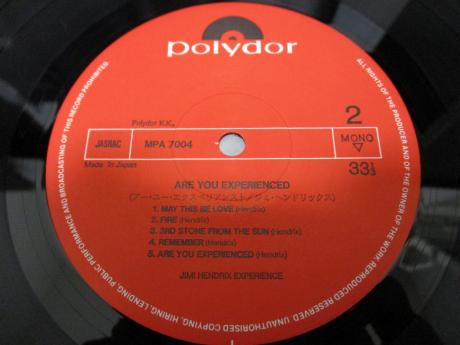 polydor
Polydor K.K.
2
JASRAC
MPA 7004
MONO
Made In Japan
33⅓
ARE YOU EXPERIENCED
(アー・ユー・エクスペリアンスト／ジミ・ヘンドリックス)
1. MAY THIS BE LOVE (Hendrix)
2. FIRE (Hendrix)
3. 3RD STONE FROM THE SUN (Hendrix)
4. REMEMBER (Hendrix)
5. ARE YOU EXPERIENCED (Hendrix)
JIMI HENDRIX EXPERIENCE
ALL RIGHTS OF THE PRODUCER AND OF THE OWNER OF THE WORK REPRODUCED RESERVED. UNAUTHORISED COPYING, HIRING, LENDING, PUBLIC PERFORMANCE AND BROADCASTING OF THIS RECORD PROHIBITED.